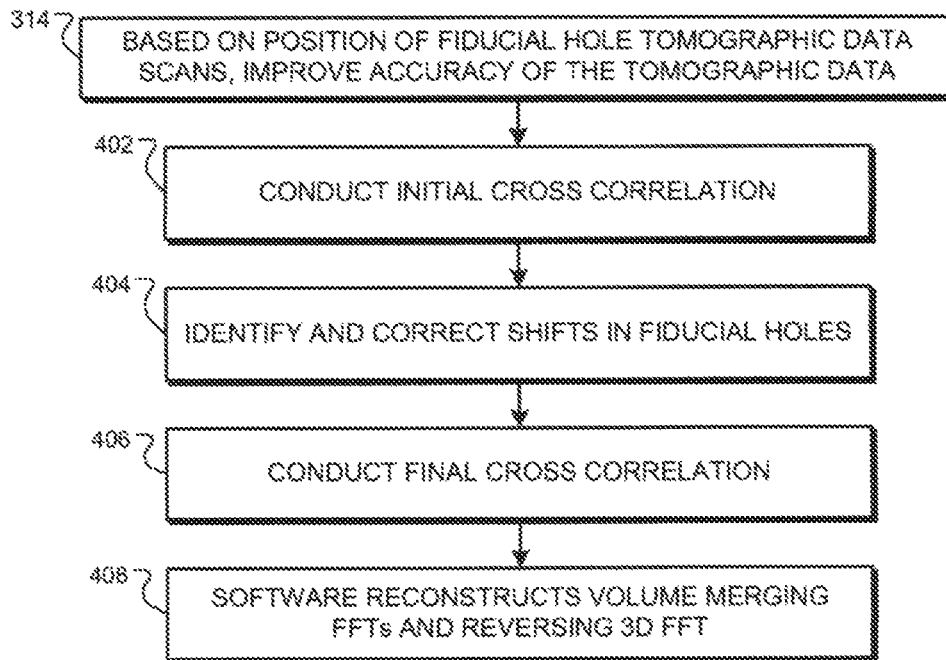 314
BASED ON POSITION OF FIDUCIAL HOLE TOMOGRAPHIC DATA
SCANS, IMPROVE ACCURACY OF THE TOMOGRAPHIC DATA
402
CONDUCT INITIAL CROSS CORRELATION
404
IDENTIFY AND CORRECT SHIFTS IN FIDUCIAL HOLES
406
CONDUCT FINAL CROSS CORRELATION
408
SOFTWARE RECONSTRUCTS VOLUME MERGING
FFTs AND REVERSING 3D FFT